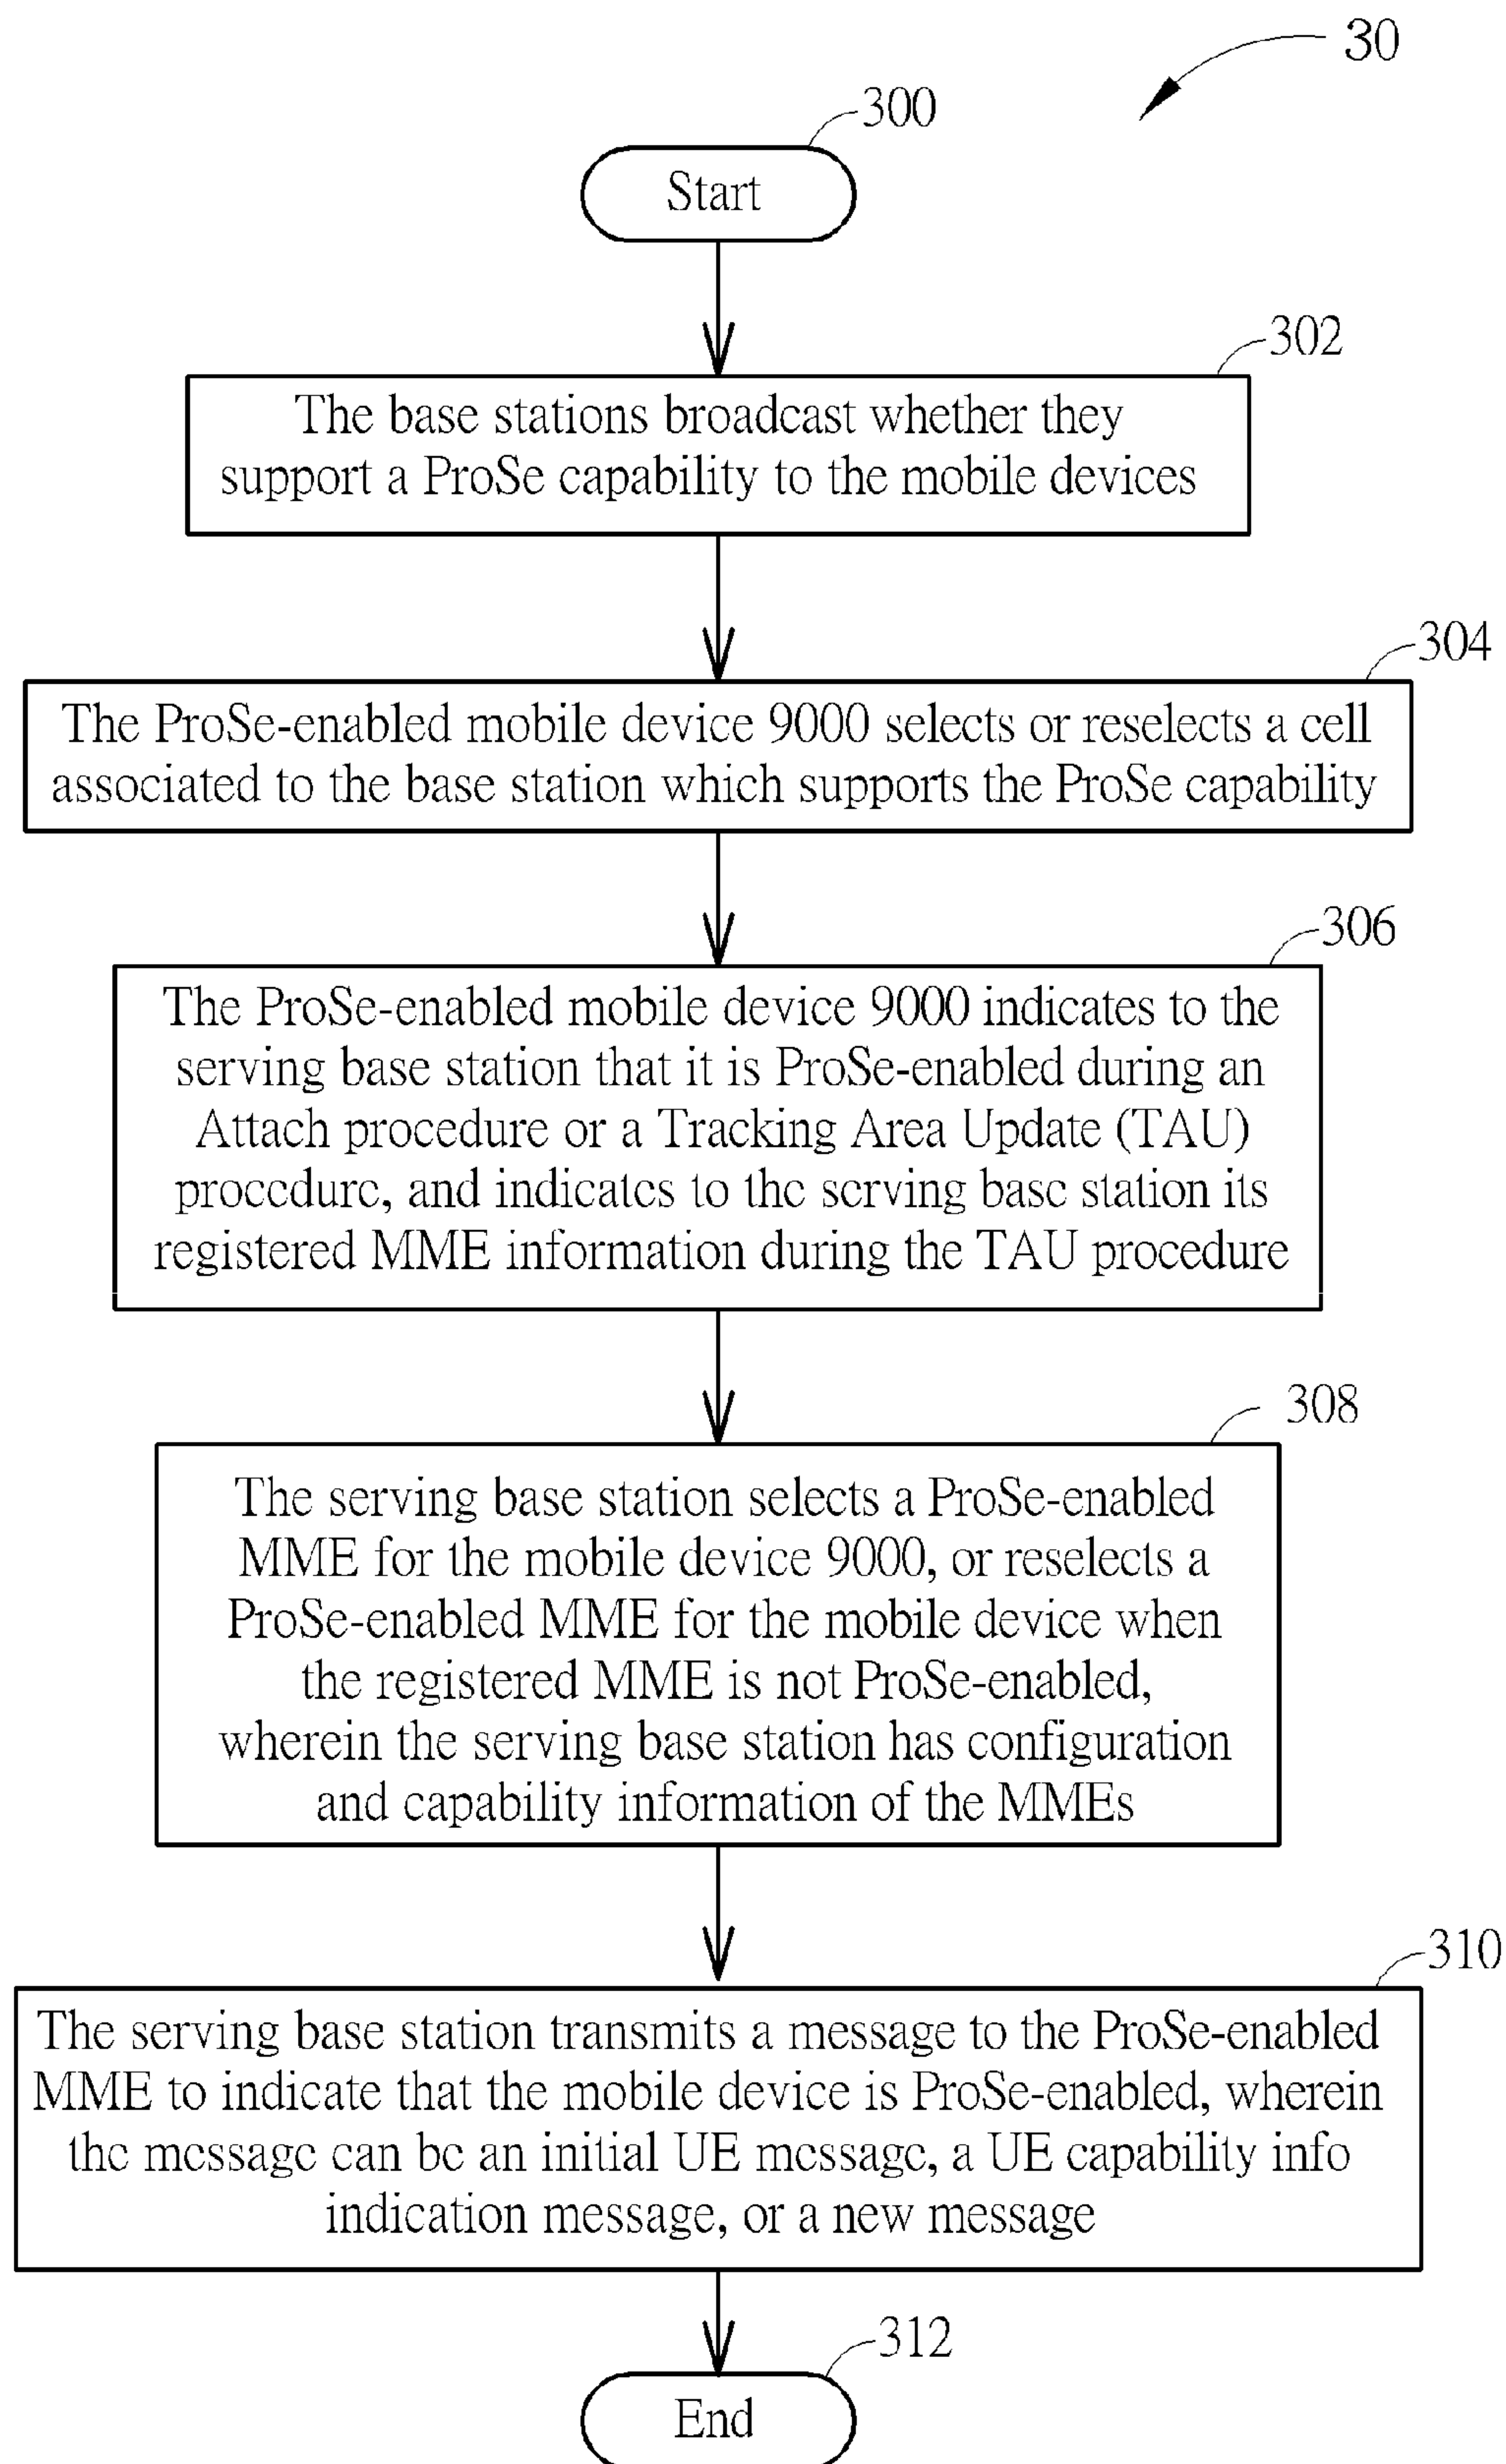 30
300
Start
302
The base stations broadcast whether they
support a ProSe capability to the mobile devices
304
The ProSe-enabled mobile device 9000 selects or reselects a cell
associated to the base station which supports the ProSe capability
306
The ProSe-enabled mobile device 9000 indicates to the
serving base station that it is ProSe-enabled during an
Attach procedure or a Tracking Area Update (TAU)
procedure, and indicates to the serving base station its
registered MME information during the TAU procedure
308
The serving base station selects a ProSe-enabled
MME for the mobile device 9000, or reselects a
ProSe-enabled MME for the mobile device when
the registered MME is not ProSe-enabled,
wherein the serving base station has configuration
and capability information of the MMEs
310
The serving base station transmits a message to the ProSe-enabled
MME to indicate that the mobile device is ProSe-enabled, wherein
the message can be an initial UE message, a UE capability info
indication message, or a new message
312
End